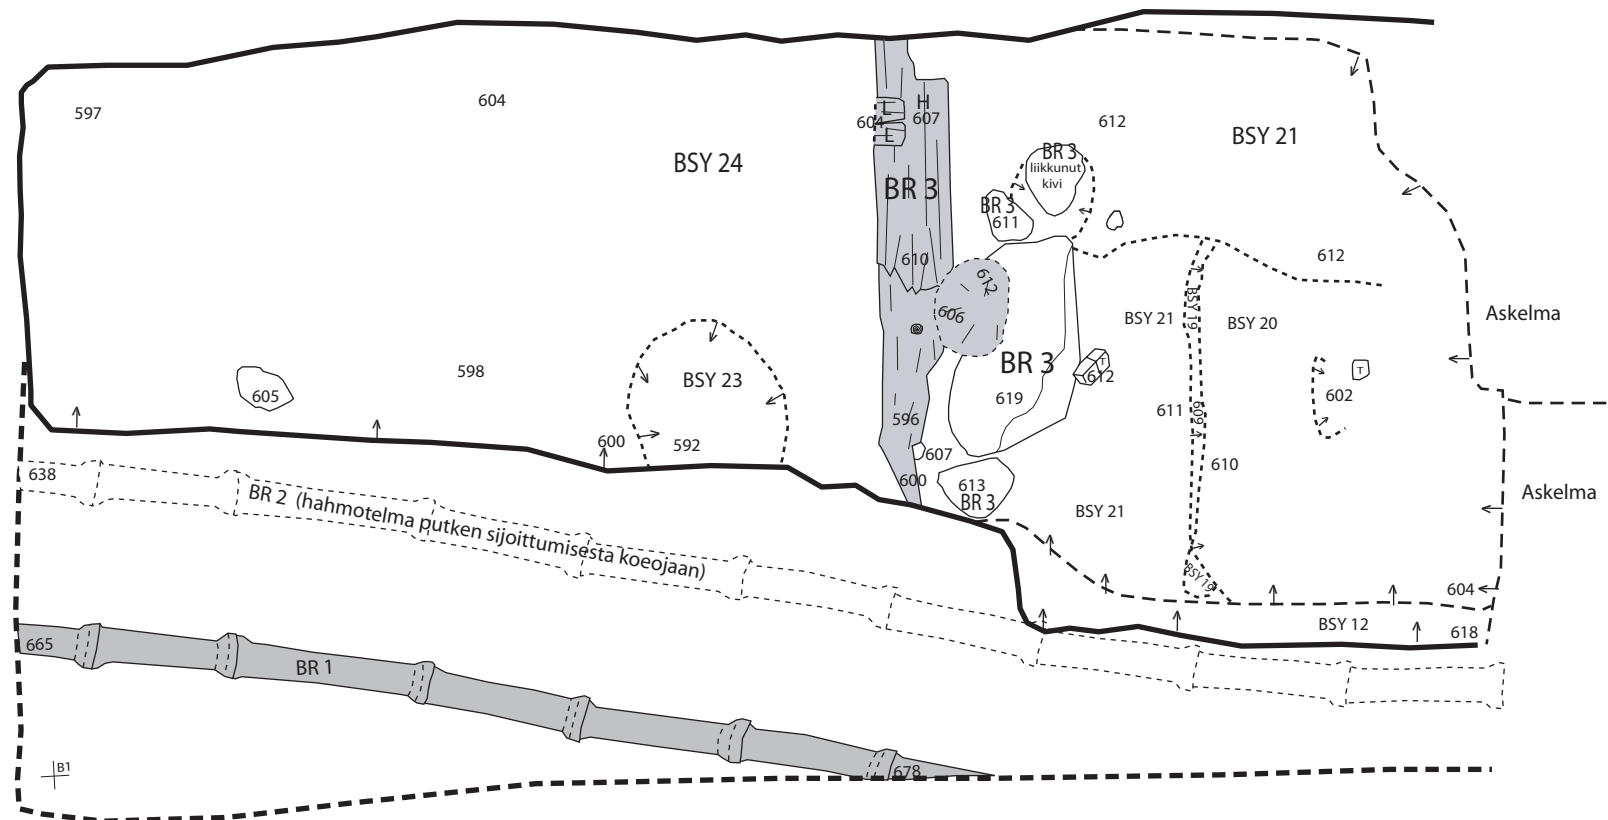 597
604
BSY 24
604
L
L
H
607
BR 3
610
612
BSY 21
BR 3
liikkunut
kivi
BR 3
611
612
612
606
BSY 21
BSY 19
BSY 20
Askelma
BR 3
619
T
612
611
609
T
602
610
605
598
BSY 23
600
592
596
607
600
613
BR 3
BSY 21
BSY 19
Askelma
604
BSY 12
618
638
BR 2 (hahmotelma putken sijoittumisesta koeojaan)
665
BR 1
678
B1